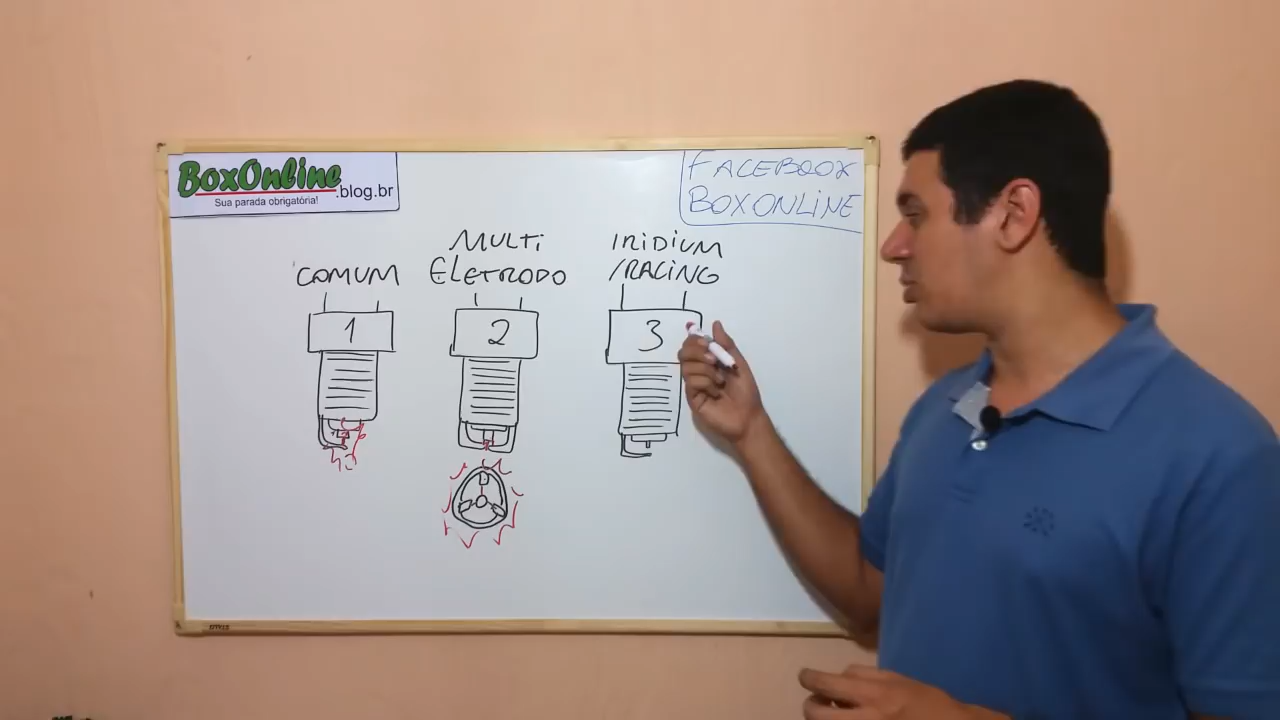 BoxOnline.blog.br
Sua parada obrigatória!
FACEBOOK
BOXONLINE
COMUM
MULTI
ELETRODO
IRIDIUM
/RACING
1
2
3